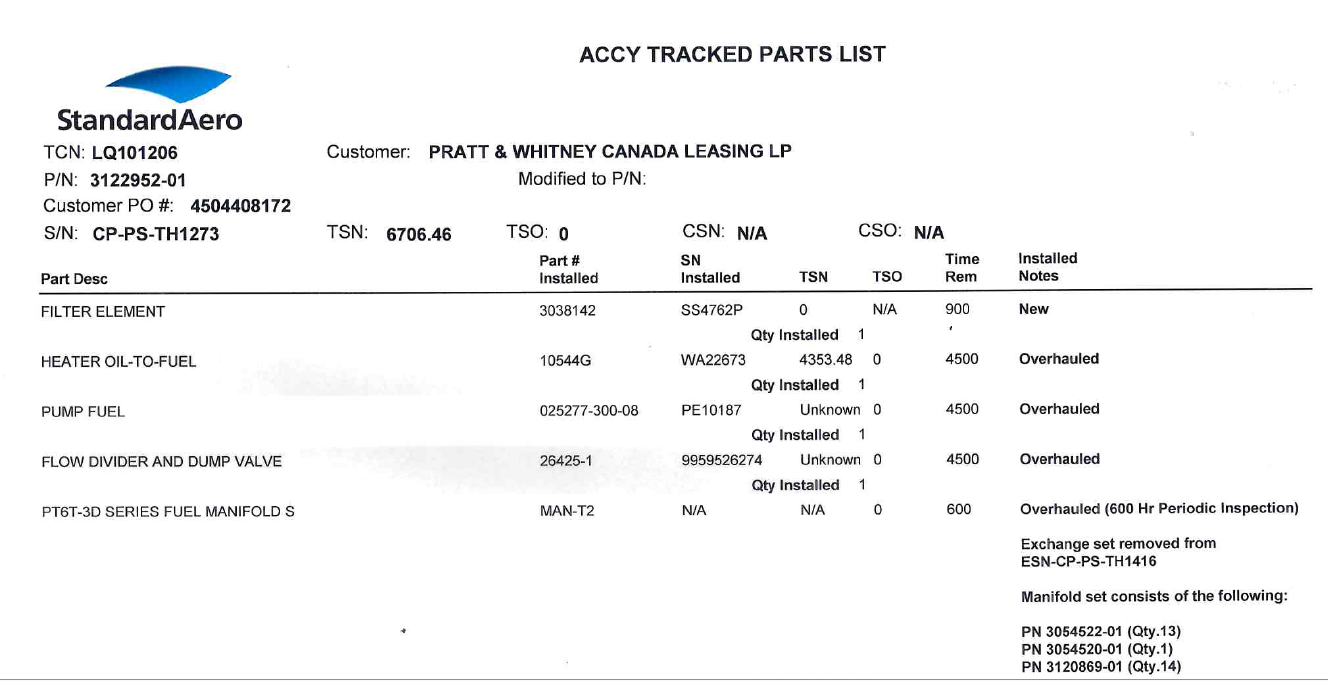 ACCY TRACKED PARTS LIST
StandardAero
TCN: LQ101206 Customer: PRATT & WHITNEY CANADA LEASING LP
P/N: 3122952-01 Modified to P/N:
Customer PO #: 4504408172
S/N: CP-PS-TH1273 TSN: 6706.46 TSO: 0 CSN: N/A CSO: N/A
Part Desc Part # Installed SN Installed TSN TSO Time Rem Installed Notes
FILTER ELEMENT 3038142 SS4762P 0 N/A 900 New
Qty Installed 1
HEATER OIL-TO-FUEL 10544G WA22673 4353.48 0 4500 Overhauled
Qty Installed 1
PUMP FUEL 025277-300-08 PE10187 Unknown 0 4500 Overhauled
Qty Installed 1
FLOW DIVIDER AND DUMP VALVE 26425-1 9959526274 Unknown 0 4500 Overhauled
Qty Installed 1
PT6T-3D SERIES FUEL MANIFOLD S MAN-T2 N/A N/A 0 600 Overhauled (600 Hr Periodic Inspection)
Exchange set removed from
ESN-CP-PS-TH1416
Manifold set consists of the following:
PN 3054522-01 (Qty.13)
PN 3054520-01 (Qty.1)
PN 3120869-01 (Qty.14)